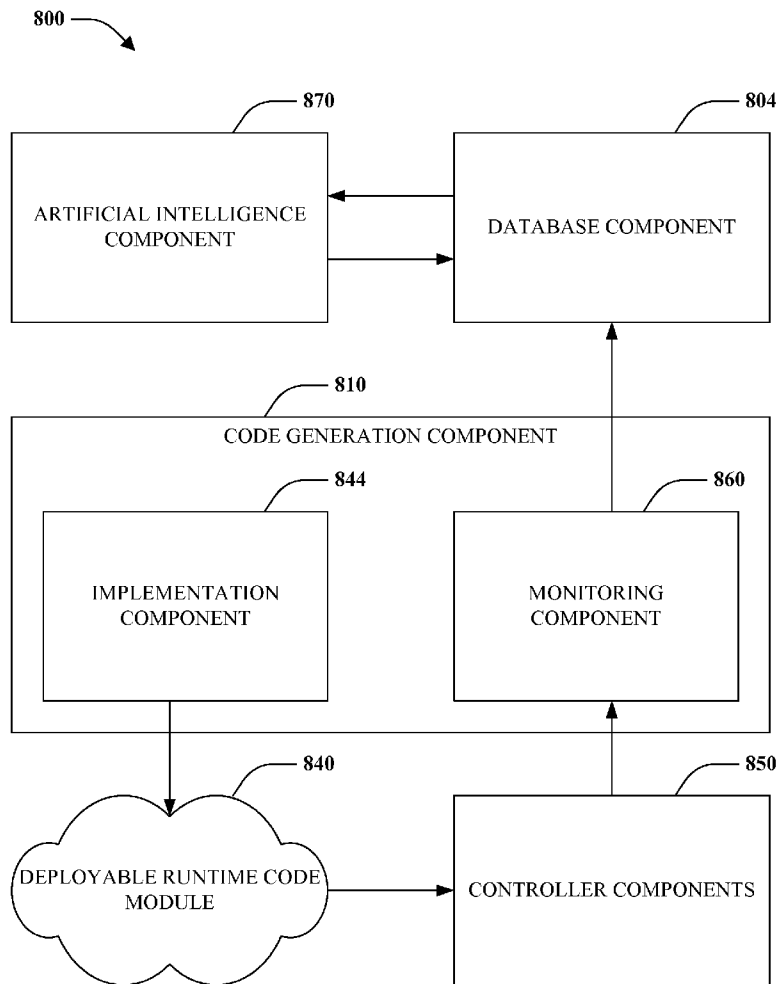 800
870
804
ARTIFICIAL INTELLIGENCE
COMPONENT
DATABASE COMPONENT
810
CODE GENERATION COMPONENT
844
860
IMPLEMENTATION
COMPONENT
MONITORING
COMPONENT
840
850
DEPLOYABLE RUNTIME CODE
MODULE
CONTROLLER COMPONENTS